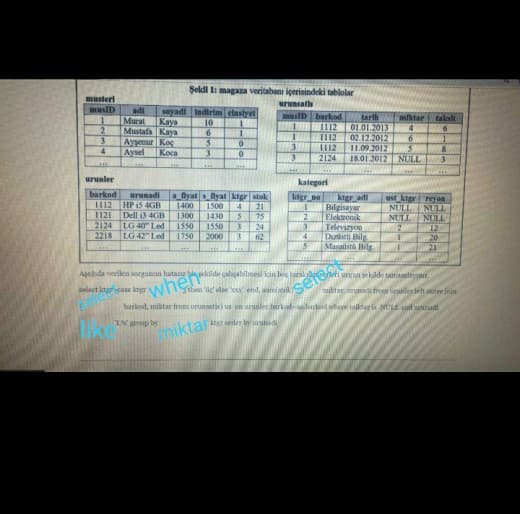 Şekil 1: magaza veritabanı içerisindeki tablolar
musteri
musID adi soyadi indirim cinsiyet
1 Murat Kaya 10 1
2 Mustafa Kaya 6 1
3 Ayşenur Koç 5 0
4 Aysel Koca 3 0
... ... ... ... ...
urunsatis
musID barkod tarih miktar taksit
1 1112 01.01.2013 4 6
1 1112 02.12.2012 6 1
3 1112 11.09.2012 5 8
3 2124 18.01.2012 NULL 3
... ... ... ... ...
urunler
barkod urunadi a_fiyat s_fiyat ktgr stok
1112 HP i5 4GB 1400 1500 4 21
1121 Dell i3 4GB 1300 1430 5 75
2124 LG 40" Led 1550 1550 3 24
2218 LG 42" Led 1750 2000 3 62
... ... ... ... ... ...
kategori
ktgr_no ktgr_adi ust_ktgr reyon
1 Bilgisayar NULL NULL
2 Elektronik NULL NULL
3 Televizyon 2 12
4 Dizüstü Bilg. 1 20
5 Masaüstü Bilg. 1 21
... ... ... ...
Aşağıda verilen sorgunun hatasız bir şekilde çalışabilmesi için boş bırakılan yerleri uygun şekilde tamamlayınız.
select ktgr, case ktgr when then 'üç' else 'xxx' end, select miktar, urunadi from urunler left outer join
select
barkod, miktar from urunsatis) us on urunler.barkod=us.barkod where miktar is NULL and urunadi
like 'L%' group by miktar ktgr order by urunadi